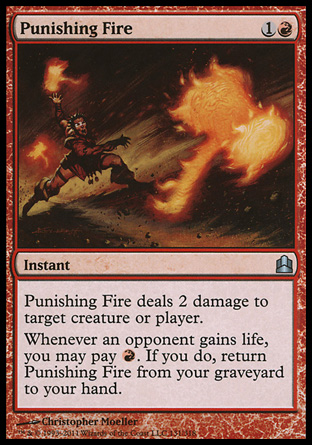 Punishing Fire 1
Instant
Punishing Fire deals 2 damage to
target creature or player.
Whenever an opponent gains life,
you may pay . If you do, return
Punishing Fire from your graveyard
to your hand.
Christopher Moeller